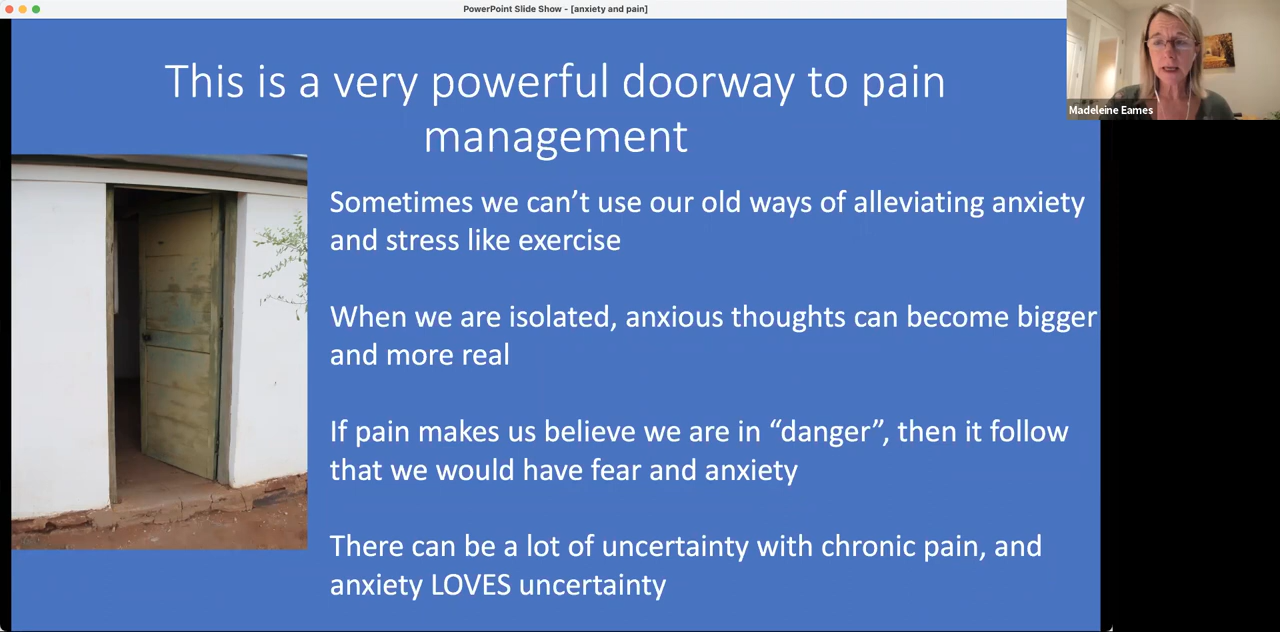 PowerPoint Slide Show - [anxiety and pain]
This is a very powerful doorway to pain
management
Sometimes we can’t use our old ways of alleviating anxiety
and stress like exercise
When we are isolated, anxious thoughts can become bigger
and more real
If pain makes us believe we are in “danger”, then it follow
that we would have fear and anxiety
There can be a lot of uncertainty with chronic pain, and
anxiety LOVES uncertainty
Madeleine Eames